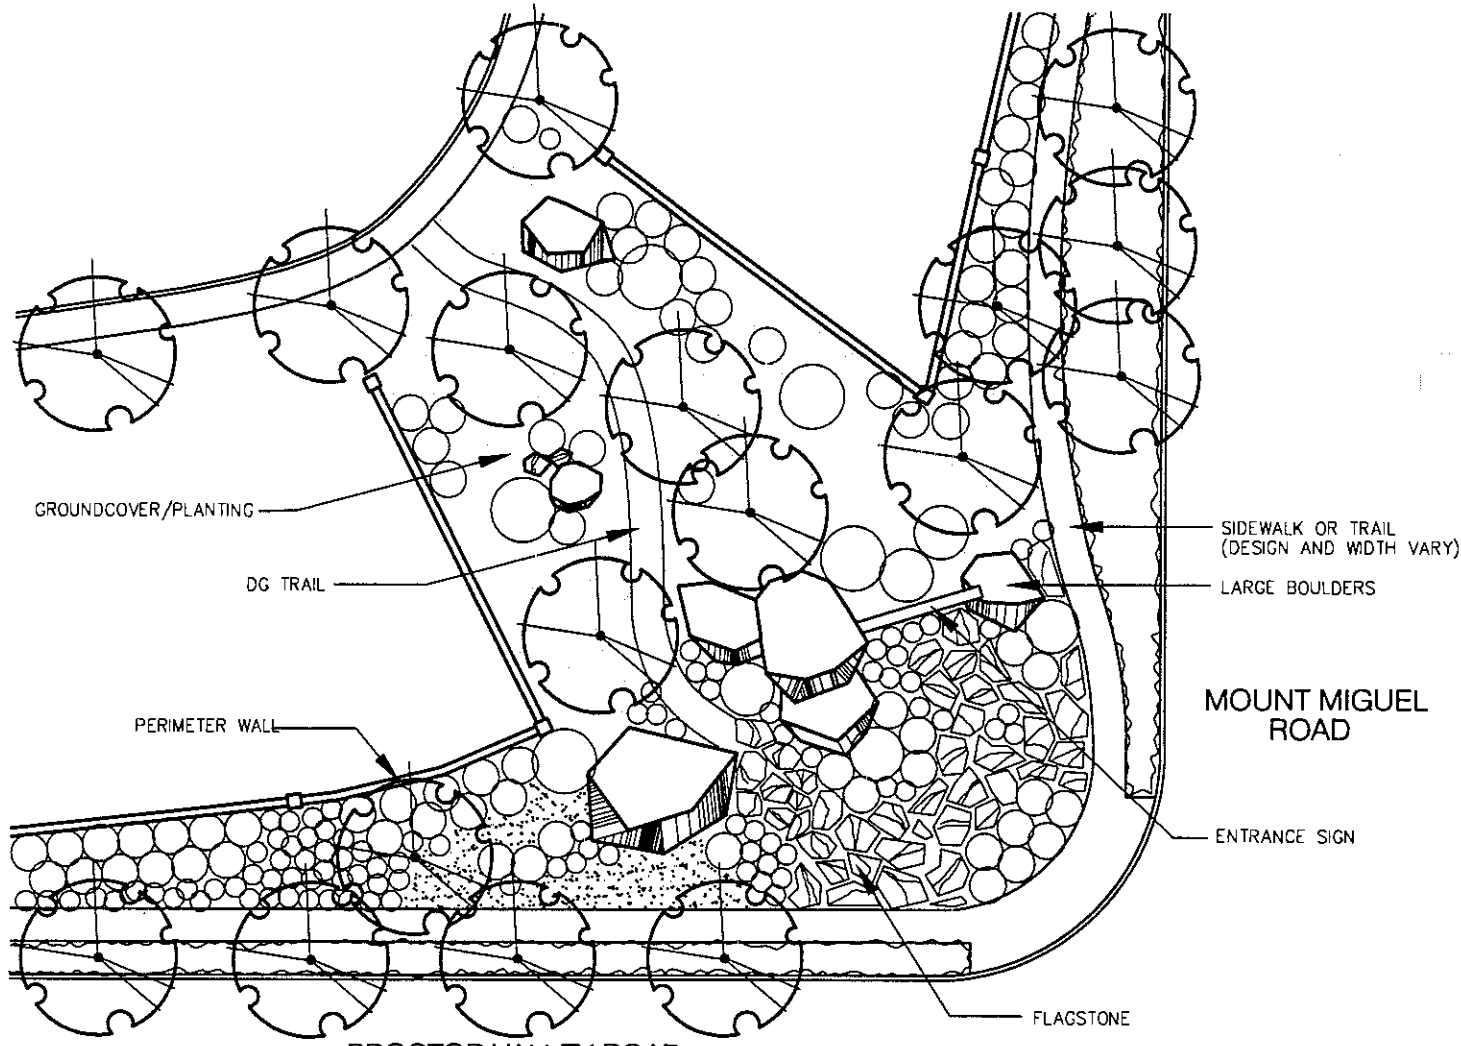 GROUNDCOVER/PLANTING
DG TRAIL
PERIMETER WALL
SIDEWALK OR TRAIL
(DESIGN AND WIDTH VARY)
LARGE BOULDERS
MOUNT MIGUEL
ROAD
ENTRANCE SIGN
FLAGSTONE
ROAD